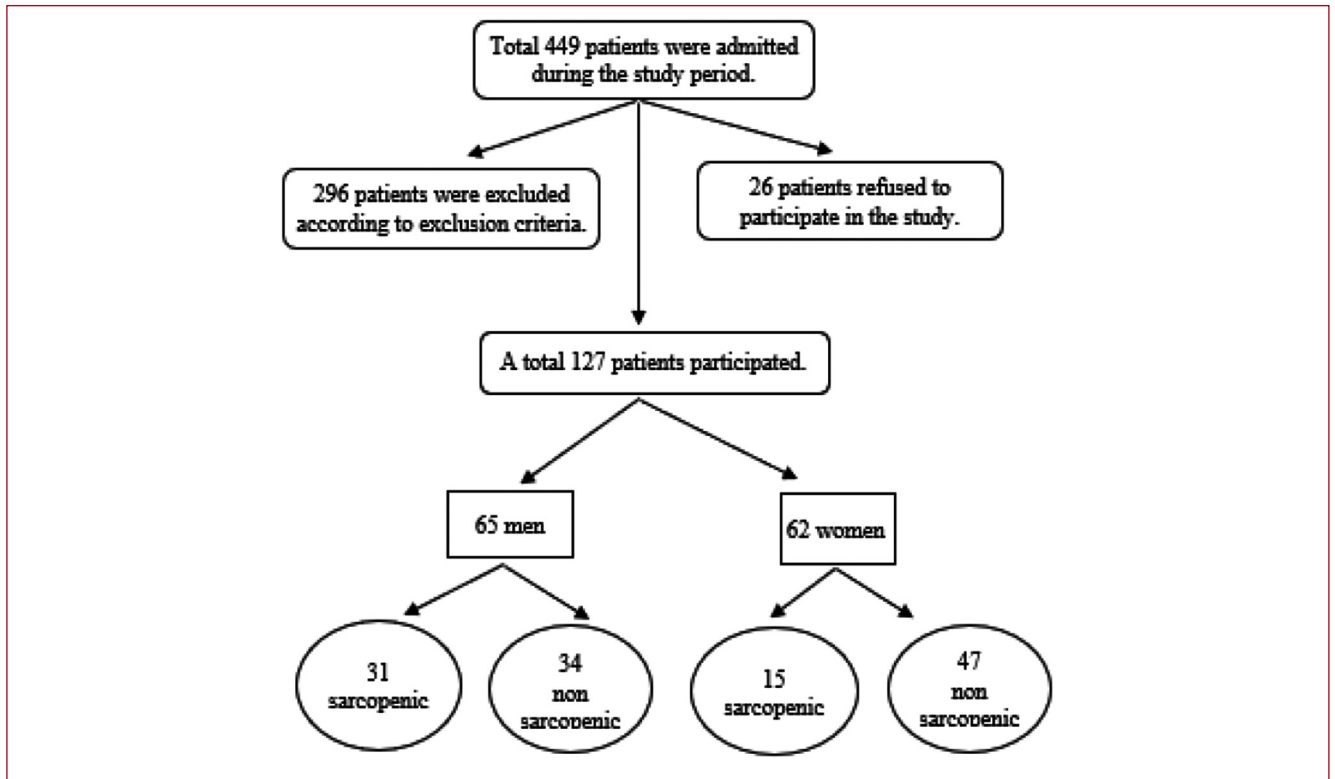 Total 449 patients were admitted
during the study period.
296 patients were excluded
according to exclusion criteria.
26 patients refused to
participate in the study.
A total 127 patients participated.
65 men
62 women
31
sarcopenic
34
non
sarcopenic
15
sarcopenic
47
non
sarcopenic